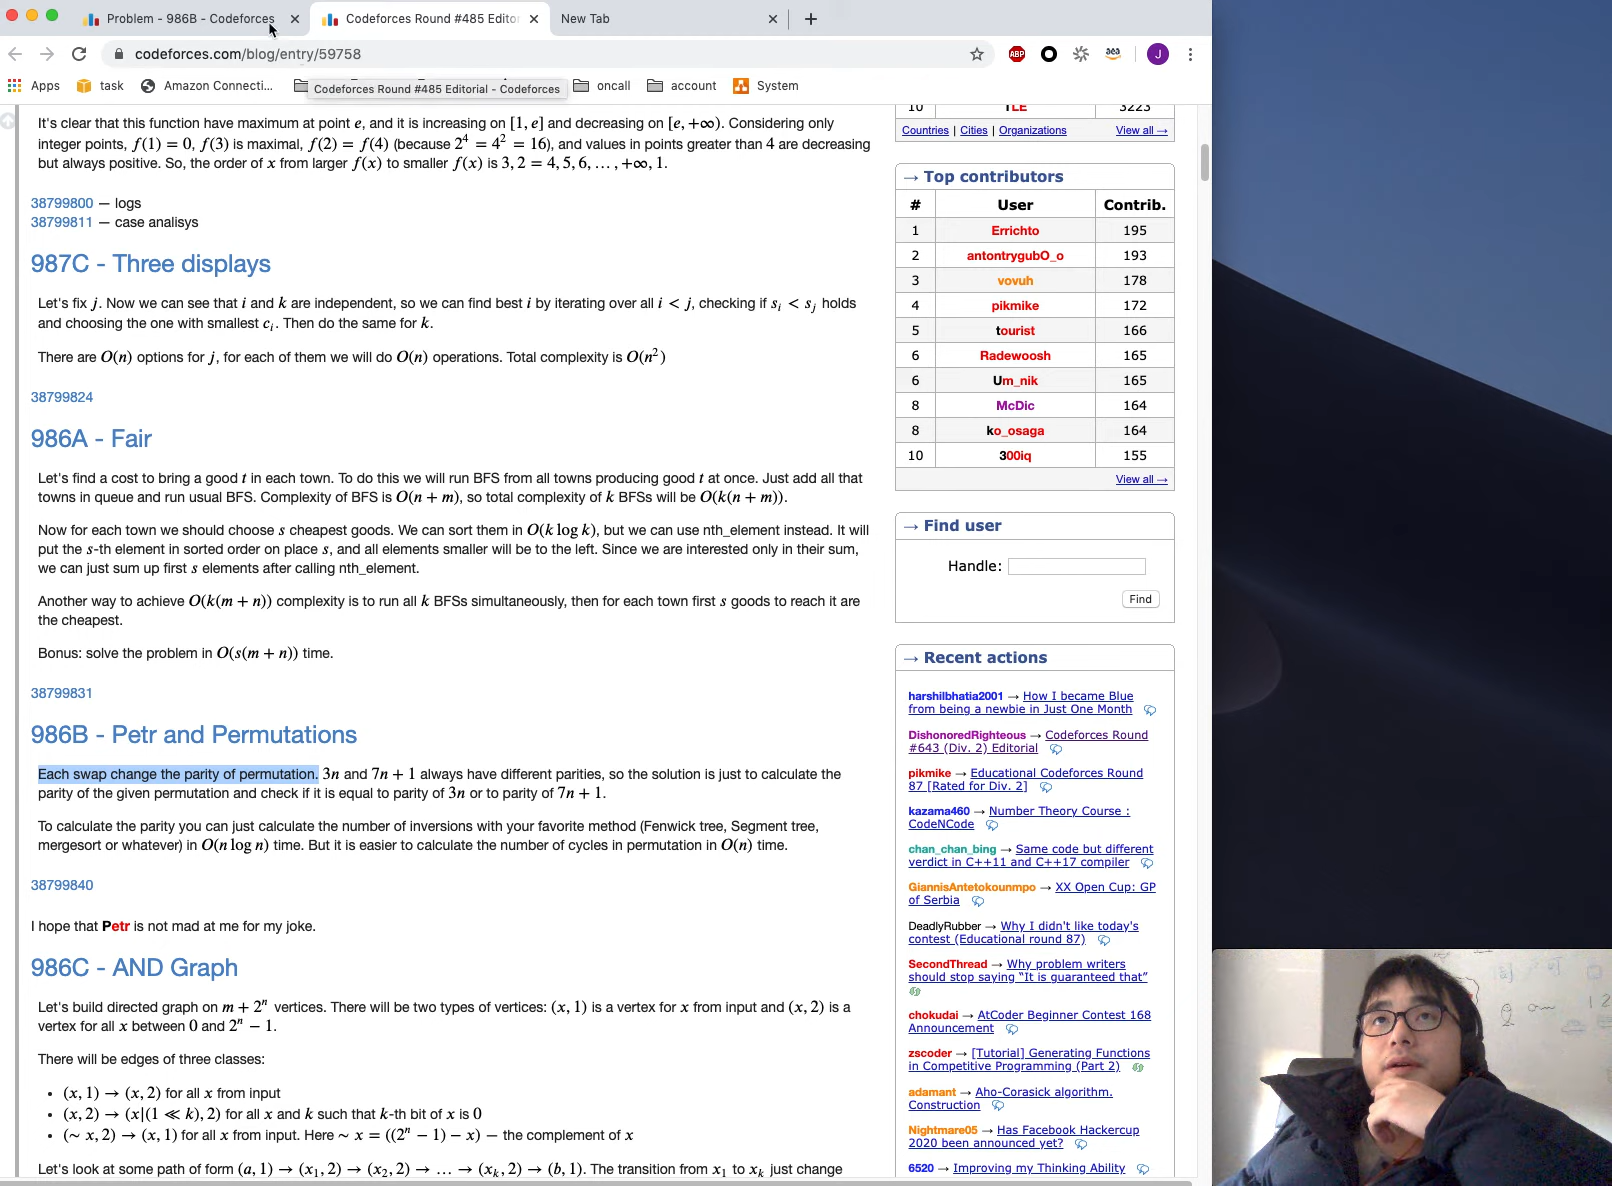 Problem - 986B - Codeforces
Codeforces Round #485 Editor
New Tab
codeforces.com/blog/entry/59758
ABP
J
Apps
task
Amazon Connecti...
oncall
account
System
Codeforces Round #485 Editorial - Codeforces
It's clear that this function have maximum at point e, and it is increasing on [1, e] and decreasing on [e, +∞). Considering only
integer points, f(1) = 0, f(3) is maximal, f(2) = f(4) (because 2⁴ = 4² = 16), and values in points greater than 4 are decreasing
but always positive. So, the order of x from larger f(x) to smaller f(x) is 3, 2 = 4, 5, 6, … , +∞, 1.
38799800 — logs
38799811 — case analisys
987C - Three displays
Let's fix j. Now we can see that i and k are independent, so we can find best i by iterating over all i < j, checking if sᵢ < sⱼ holds
and choosing the one with smallest cᵢ. Then do the same for k.
There are O(n) options for j, for each of them we will do O(n) operations. Total complexity is O(n²)
38799824
986A - Fair
Let's find a cost to bring a good t in each town. To do this we will run BFS from all towns producing good t at once. Just add all that
towns in queue and run usual BFS. Complexity of BFS is O(n + m), so total complexity of k BFSs will be O(k(n + m)).
Now for each town we should choose s cheapest goods. We can sort them in O(k log k), but we can use nth_element instead. It will
put the s-th element in sorted order on place s, and all elements smaller will be to the left. Since we are interested only in their sum,
we can just sum up first s elements after calling nth_element.
Another way to achieve O(k(m + n)) complexity is to run all k BFSs simultaneously, then for each town first s goods to reach it are
the cheapest.
Bonus: solve the problem in O(s(m + n)) time.
38799831
986B - Petr and Permutations
Each swap change the parity of permutation. 3n and 7n + 1 always have different parities, so the solution is just to calculate the
parity of the given permutation and check if it is equal to parity of 3n or to parity of 7n + 1.
To calculate the parity you can just calculate the number of inversions with your favorite method (Fenwick tree, Segment tree,
mergesort or whatever) in O(n log n) time. But it is easier to calculate the number of cycles in permutation in O(n) time.
38799840
I hope that Petr is not mad at me for my joke.
986C - AND Graph
Let's build directed graph on m + 2ⁿ vertices. There will be two types of vertices: (x, 1) is a vertex for x from input and (x, 2) is a
vertex for all x between 0 and 2ⁿ − 1.
There will be edges of three classes:
• (x, 1) → (x, 2) for all x from input
• (x, 2) → (x|(1 ≪ k), 2) for all x and k such that k-th bit of x is 0
• (∼ x, 2) → (x, 1) for all x from input. Here ∼ x = ((2ⁿ − 1) − x) — the complement of x
Let's look at some path of form (a, 1) → (x₁, 2) → (x₂, 2) → … → (xₖ, 2) → (b, 1). The transition from x₁ to xₖ just change
10 TLE 3223
Countries | Cities | Organizations View all →
→ Top contributors
# User Contrib.
1 Errichto 195
2 antontrygubO_o 193
3 vovuh 178
4 pikmike 172
5 tourist 166
6 Radewoosh 165
6 Um_nik 165
8 McDic 164
8 ko_osaga 164
10 300iq 155
View all →
→ Find user
Handle:
Find
→ Recent actions
harshilbhatia2001 → How I became Blue
from being a newbie in Just One Month
DishonoredRighteous → Codeforces Round
#643 (Div. 2) Editorial
pikmike → Educational Codeforces Round
87 [Rated for Div. 2]
kazama460 → Number Theory Course :
CodeNCode
chan_chan_bing → Same code but different
verdict in C++11 and C++17 compiler
GiannisAntetokounmpo → XX Open Cup: GP
of Serbia
DeadlyRubber → Why I didn't like today's
contest (Educational round 87)
SecondThread → Why problem writers
should stop saying "It is guaranteed that"
chokudai → AtCoder Beginner Contest 168
Announcement
zscoder → [Tutorial] Generating Functions
in Competitive Programming (Part 2)
adamant → Aho-Corasick algorithm.
Construction
Nightmare05 → Has Facebook Hackercup
2020 been announced yet?
6520 → Improving my Thinking Ability